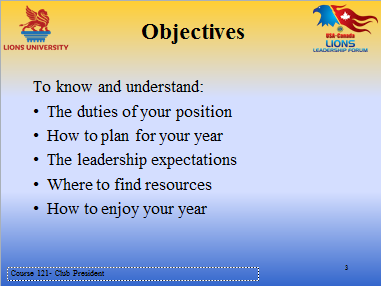 LIONS UNIVERSITY
Objectives
USA-Canada
LIONS
LEADERSHIP FORUM
To know and understand:
• The duties of your position
• How to plan for your year
• The leadership expectations
• Where to find resources
• How to enjoy your year
Course 121- Club President
3